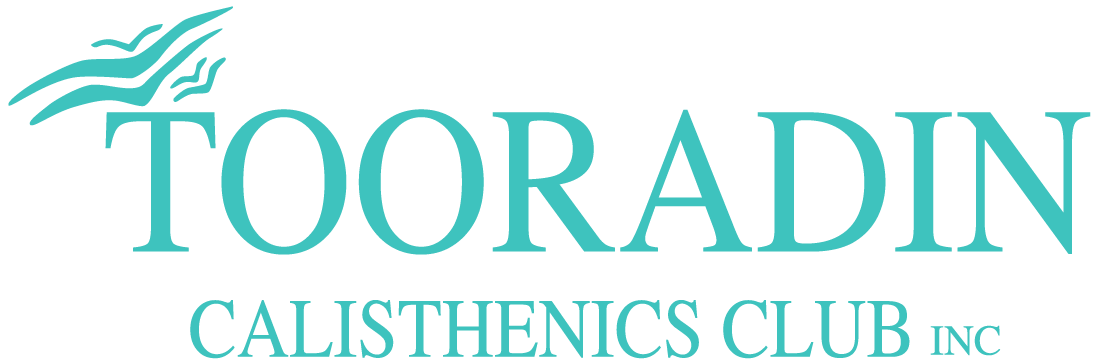 TOORADIN
CALISTHENICS CLUB INC